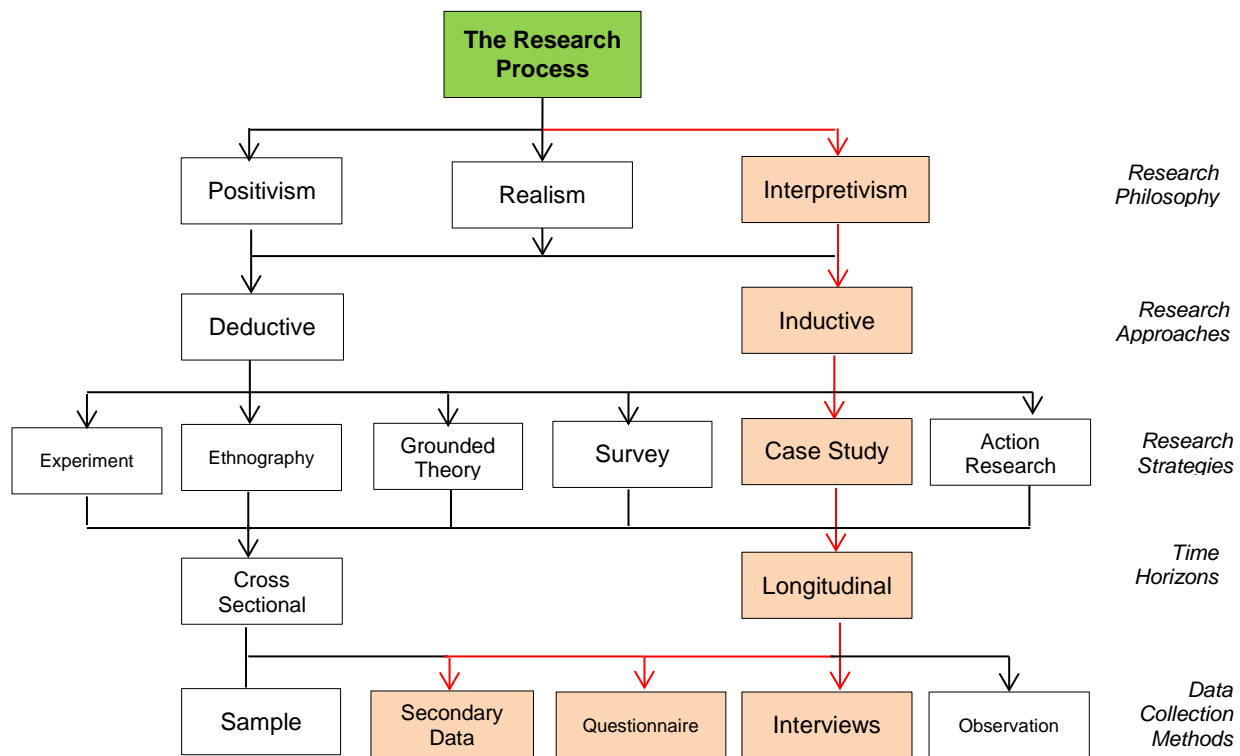 The Research
Process
Positivism
Realism
Interpretivism
Research
Philosophy
Deductive
Inductive
Research
Approaches
Experiment
Ethnography
Grounded
Theory
Survey
Case Study
Action
Research
Research
Strategies
Cross
Sectional
Longitudinal
Time
Horizons
Sample
Secondary
Data
Questionnaire
Interviews
Observation
Data
Collection
Methods